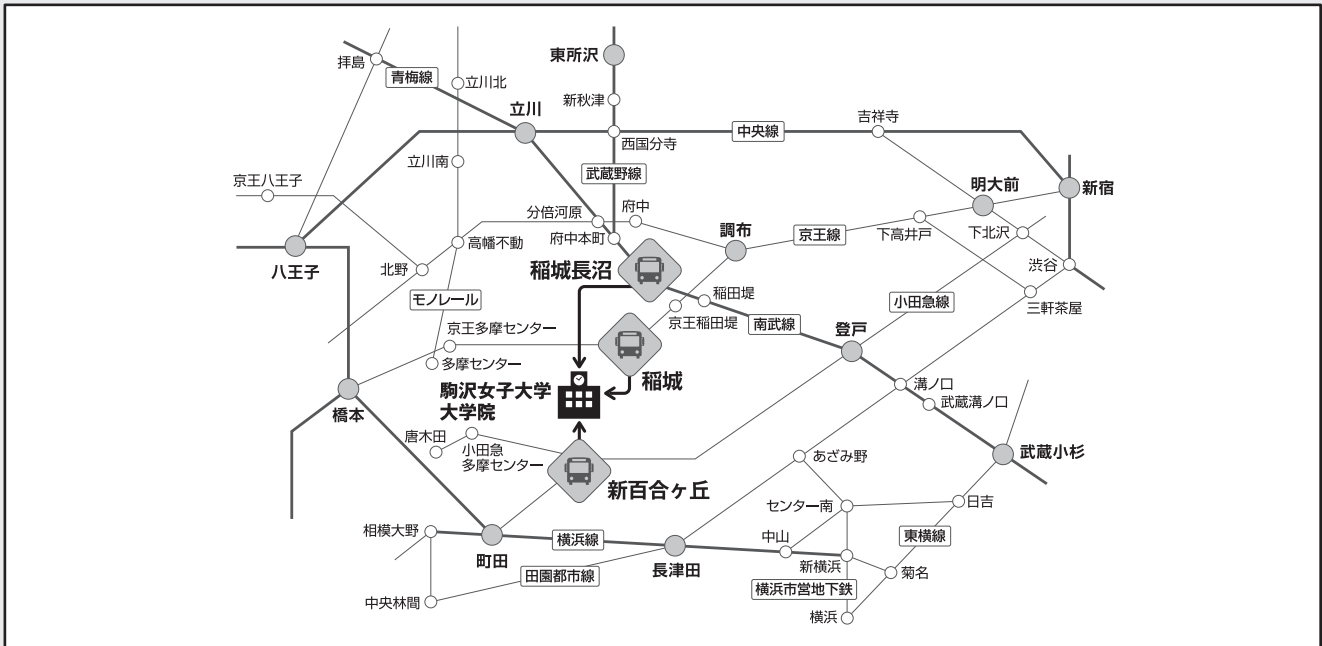 東所沢
拝島
青梅線
立川北
新秋津
立川
吉祥寺
中央線
西国分寺
立川南
武蔵野線
京王八王子
明大前
新宿
分倍河原
府中
調布
下高井戸
下北沢
京王線
府中本町
高幡不動
八王子
北野
稲城長沼
渋谷
モノレール
稲田堤
小田急線
三軒茶屋
京王稲田堤
南武線
京王多摩センター
登戸
多摩センター
稲城
駒沢女子大学
大学院
溝ノ口
武蔵溝ノ口
橋本
唐木田
小田急
多摩センター
あざみ野
武蔵小杉
新百合ヶ丘
センター南
日吉
相模大野
横浜線
中山
東横線
町田
長津田
新横浜
菊名
田園都市線
横浜市営地下鉄
中央林間
横浜